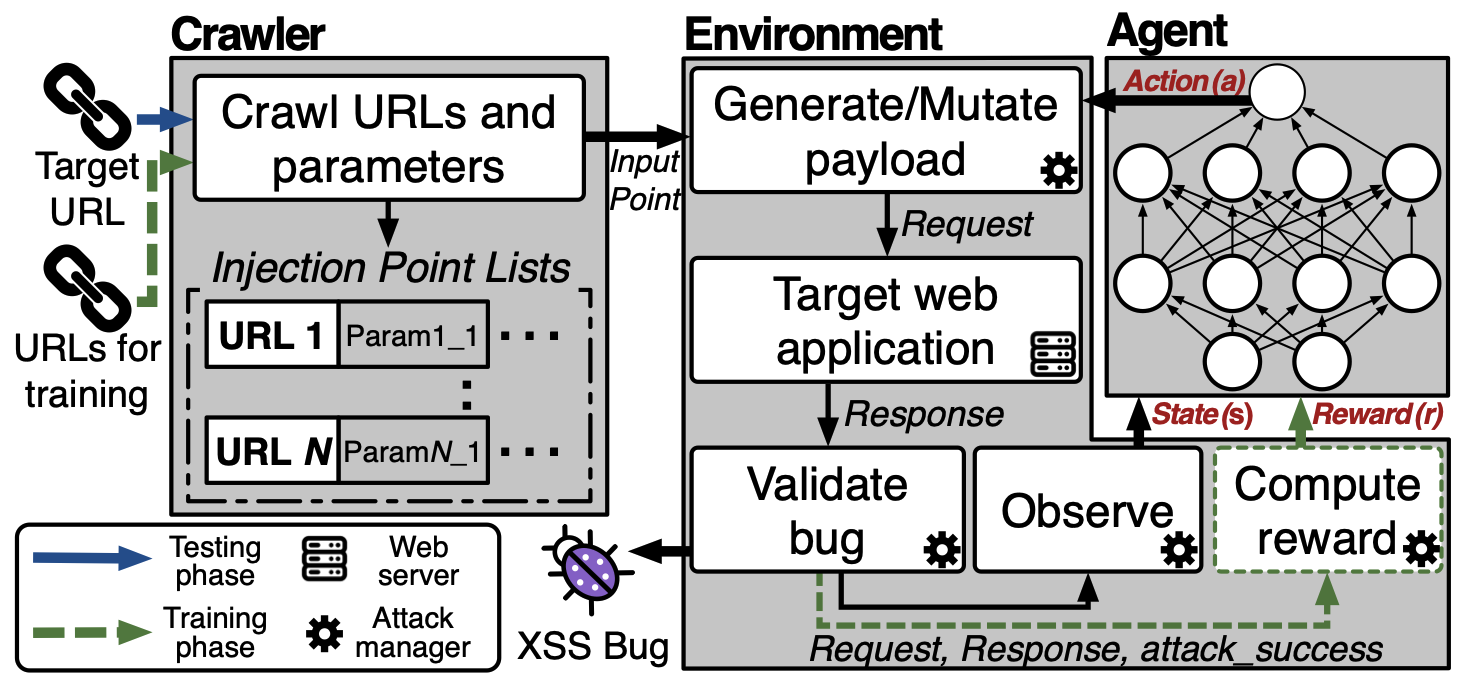 Crawler
Environment
Agent
Target
URL
URLs for
training
Crawl URLs and
parameters
Injection Point Lists
URL 1
Param1_1
...
:
URL N
ParamN_1
...
Input
Point
Generate/Mutate
payload
Request
Target web
application
Response
Validate
bug
Observe
Compute
reward
Action(a)
State(s)
Reward(r)
Request, Response, attack_success
XSS Bug
Testing
phase
Web
server
Training
phase
Attack
manager